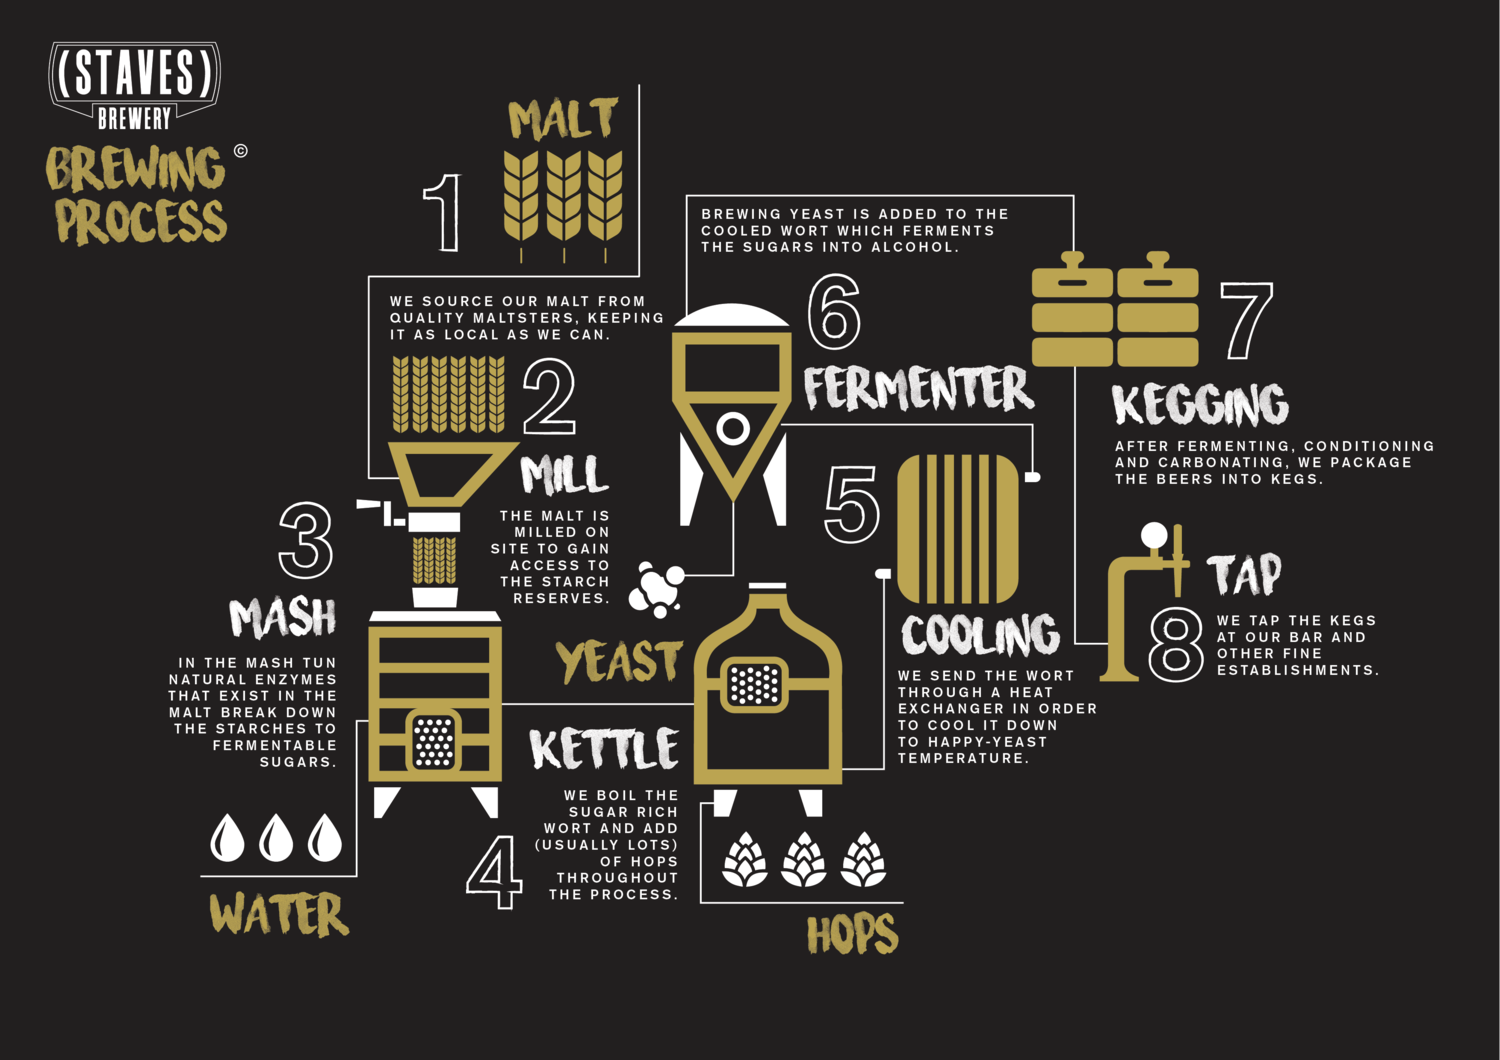 (STAVES)
BREWERY
BREWING ©
PROCESS
MALT
1
WE SOURCE OUR MALT FROM
QUALITY MALTSTERS, KEEPING
IT AS LOCAL AS WE CAN.
2
MILL
THE MALT IS
MILLED ON
SITE TO GAIN
ACCESS TO
THE STARCH
RESERVES.
3
MASH
IN THE MASH TUN
NATURAL ENZYMES
THAT EXIST IN THE
MALT BREAK DOWN
THE STARCHES TO
FERMENTABLE
SUGARS.
WATER
YEAST
KETTLE
WE BOIL THE
SUGAR RICH
WORT AND ADD
(USUALLY LOTS)
OF HOPS
THROUGHOUT
THE PROCESS.
4
HOPS
5
COOLING
WE SEND THE WORT
THROUGH A HEAT
EXCHANGER IN ORDER
TO COOL IT DOWN
TO HAPPY-YEAST
TEMPERATURE.
BREWING YEAST IS ADDED TO THE
COOLED WORT WHICH FERMENTS
THE SUGARS INTO ALCOHOL.
6
FERMENTER
7
KEGGING
AFTER FERMENTING, CONDITIONING
AND CARBONATING, WE PACKAGE
THE BEERS INTO KEGS.
TAP
8
WE TAP THE KEGS
AT OUR BAR AND
OTHER FINE
ESTABLISHMENTS.